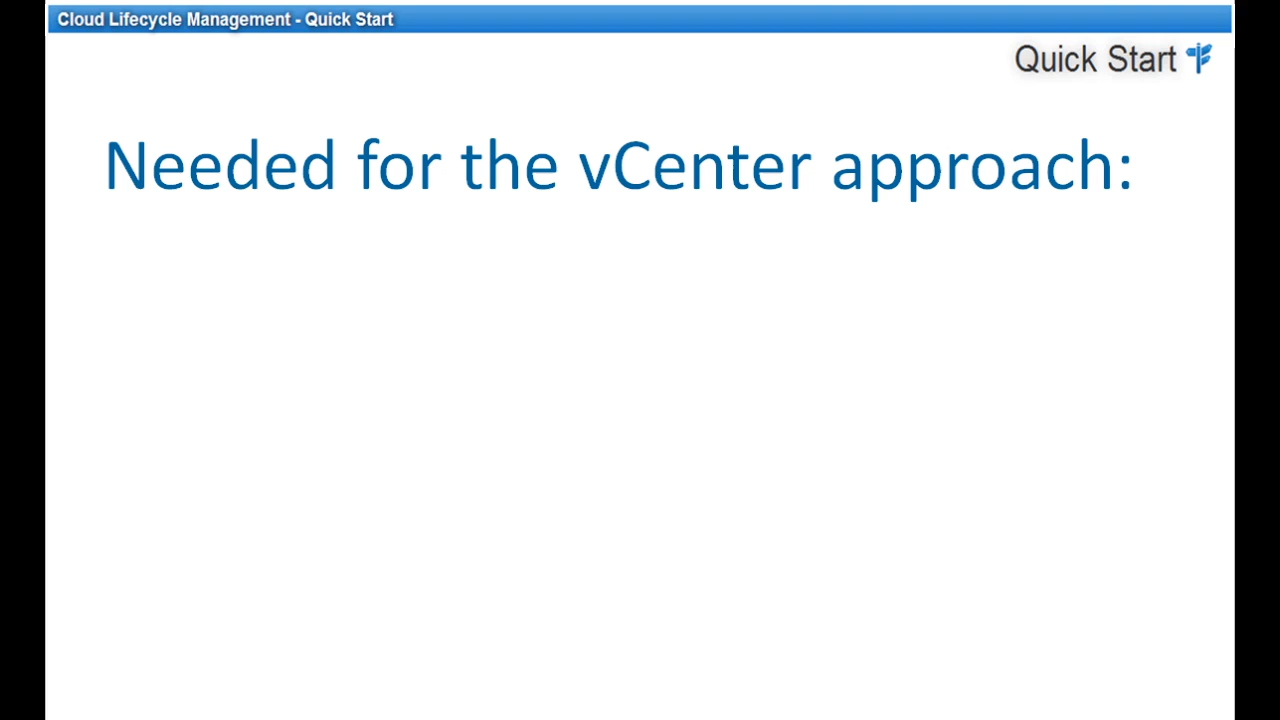 Cloud Lifecycle Management - Quick Start
Quick Start
Needed for the vCenter approach: